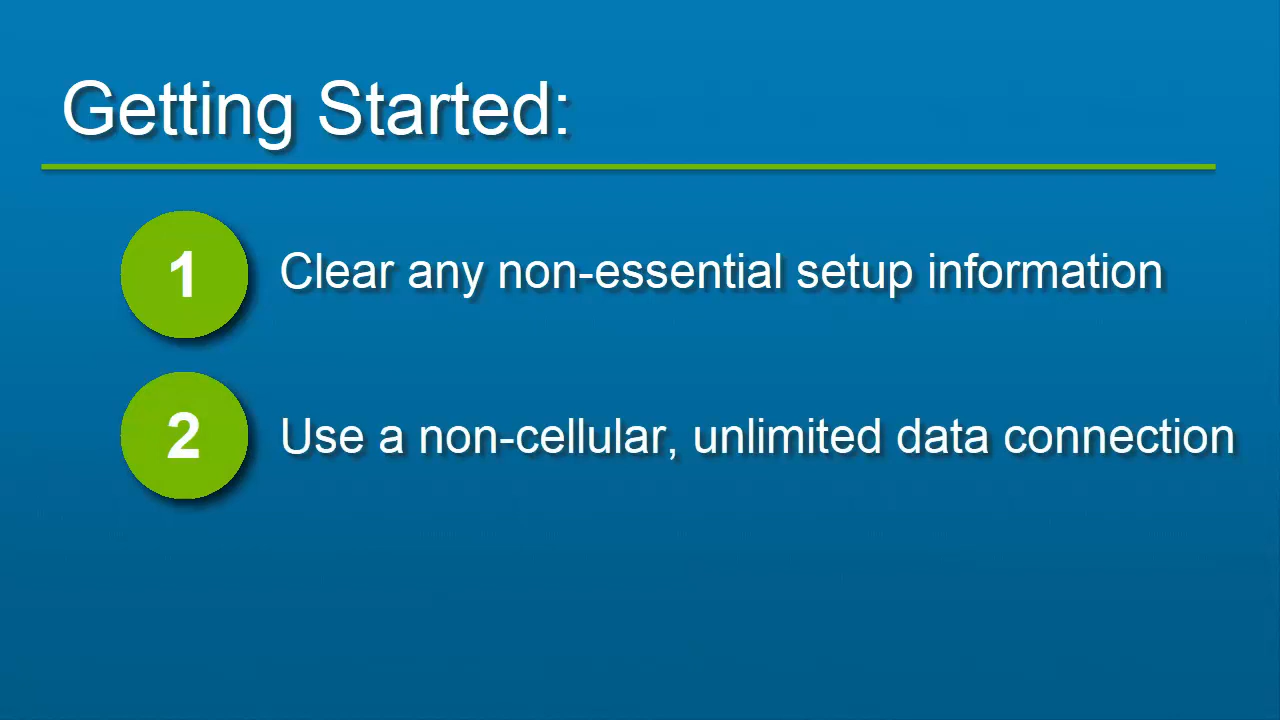 Getting Started:
1 Clear any non-essential setup information
2 Use a non-cellular, unlimited data connection